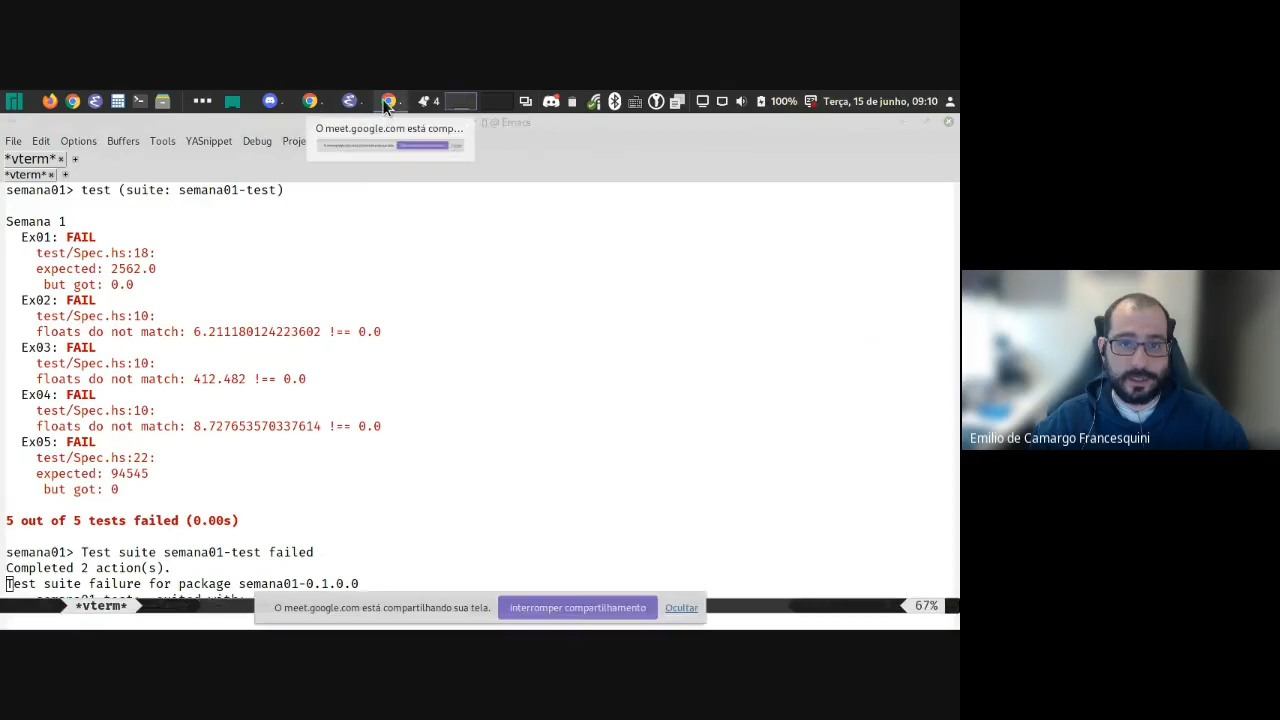 4
100%
Terça, 15 de junho, 09:10
[] @ Emacs
O meet.google.com está comp...
File Edit Options Buffers Tools YASnippet Debug Proje
*vterm*
*vterm*
semana01> test (suite: semana01-test)
Semana 1
Ex01: FAIL
test/Spec.hs:18:
expected: 2562.0
but got: 0.0
Ex02: FAIL
test/Spec.hs:10:
floats do not match: 6.211180124223602 !== 0.0
Ex03: FAIL
test/Spec.hs:10:
floats do not match: 412.482 !== 0.0
Ex04: FAIL
test/Spec.hs:10:
floats do not match: 8.727653570337614 !== 0.0
Ex05: FAIL
test/Spec.hs:22:
expected: 94545
but got: 0
5 out of 5 tests failed (0.00s)
semana01> Test suite semana01-test failed
Completed 2 action(s).
Test suite failure for package semana01-0.1.0.0
*vterm*
67%
O meet.google.com está compartilhando sua tela.
Interromper compartilhamento
Ocultar
Emilio de Camargo Francesquini